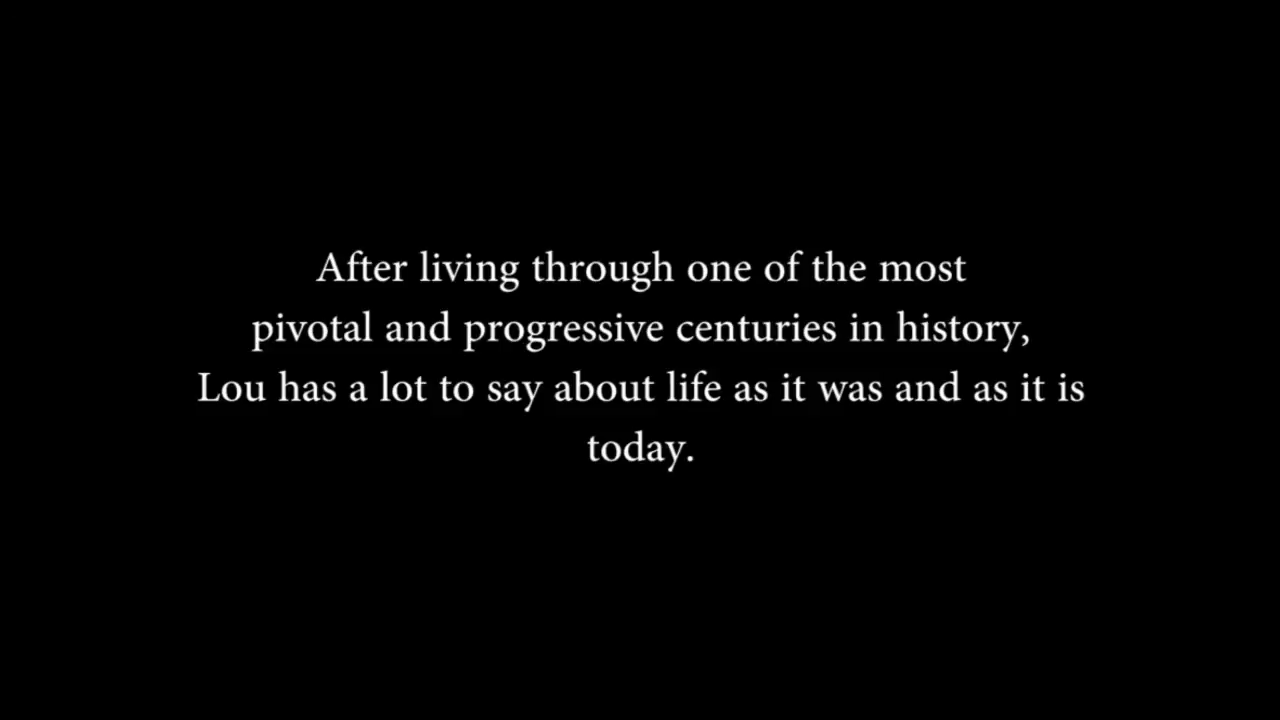 After living through one of the most
pivotal and progressive centuries in history,
Lou has a lot to say about life as it was and as it is
today.